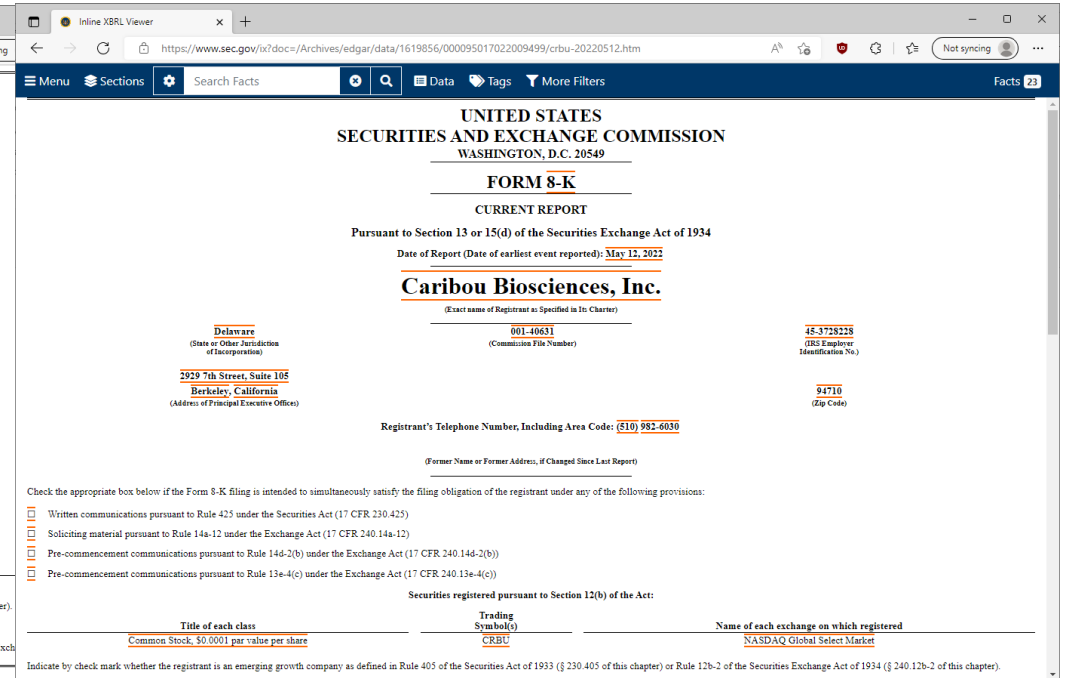 Inline XBRL Viewer
ng
https://www.sec.gov/ix?doc=/Archives/edgar/data/1619856/000095017022009499/crbu-20220512.htm
Not syncing
Menu Sections Search Facts Data Tags More Filters Facts 23
UNITED STATES
SECURITIES AND EXCHANGE COMMISSION
WASHINGTON, D.C. 20549
FORM 8-K
CURRENT REPORT
Pursuant to Section 13 or 15(d) of the Securities Exchange Act of 1934
Date of Report (Date of earliest event reported): May 12, 2022
Caribou Biosciences, Inc.
(Exact name of Registrant as Specified in Its Charter)
Delaware 001-40631 45-3728228
(State or Other Jurisdiction (Commission File Number) (IRS Employer
of Incorporation) Identification No.)
2929 7th Street, Suite 105
Berkeley, California 94710
(Address of Principal Executive Offices) (Zip Code)
Registrant's Telephone Number, Including Area Code: (510) 982-6030
(Former Name or Former Address, if Changed Since Last Report)
Check the appropriate box below if the Form 8-K filing is intended to simultaneously satisfy the filing obligation of the registrant under any of the following provisions:
☐ Written communications pursuant to Rule 425 under the Securities Act (17 CFR 230.425)
☐ Soliciting material pursuant to Rule 14a-12 under the Exchange Act (17 CFR 240.14a-12)
☐ Pre-commencement communications pursuant to Rule 14d-2(b) under the Exchange Act (17 CFR 240.14d-2(b))
☐ Pre-commencement communications pursuant to Rule 13e-4(c) under the Exchange Act (17 CFR 240.13e-4(c))
Securities registered pursuant to Section 12(b) of the Act:
er).
Trading
Title of each class Symbol(s) Name of each exchange on which registered
Common Stock, $0.0001 par value per share CRBU NASDAQ Global Select Market
xch
Indicate by check mark whether the registrant is an emerging growth company as defined in Rule 405 of the Securities Act of 1933 (§ 230.405 of this chapter) or Rule 12b-2 of the Securities Exchange Act of 1934 (§ 240.12b-2 of this chapter).